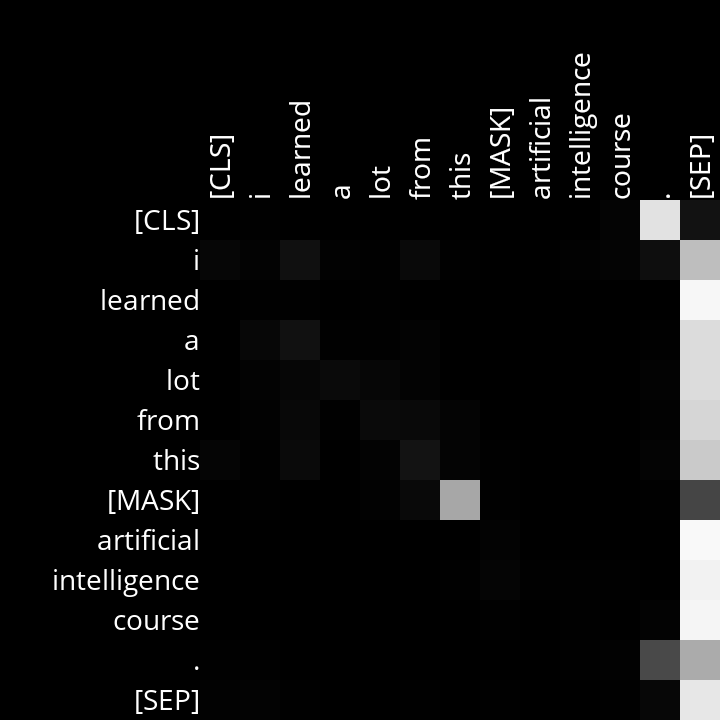 [CLS]
i
learned
a
lot
from
this
[MASK]
artificial
intelligence
course
.
[SEP]
[CLS]
i
learned
a
lot
from
this
[MASK]
artificial
intelligence
course
.
[SEP]